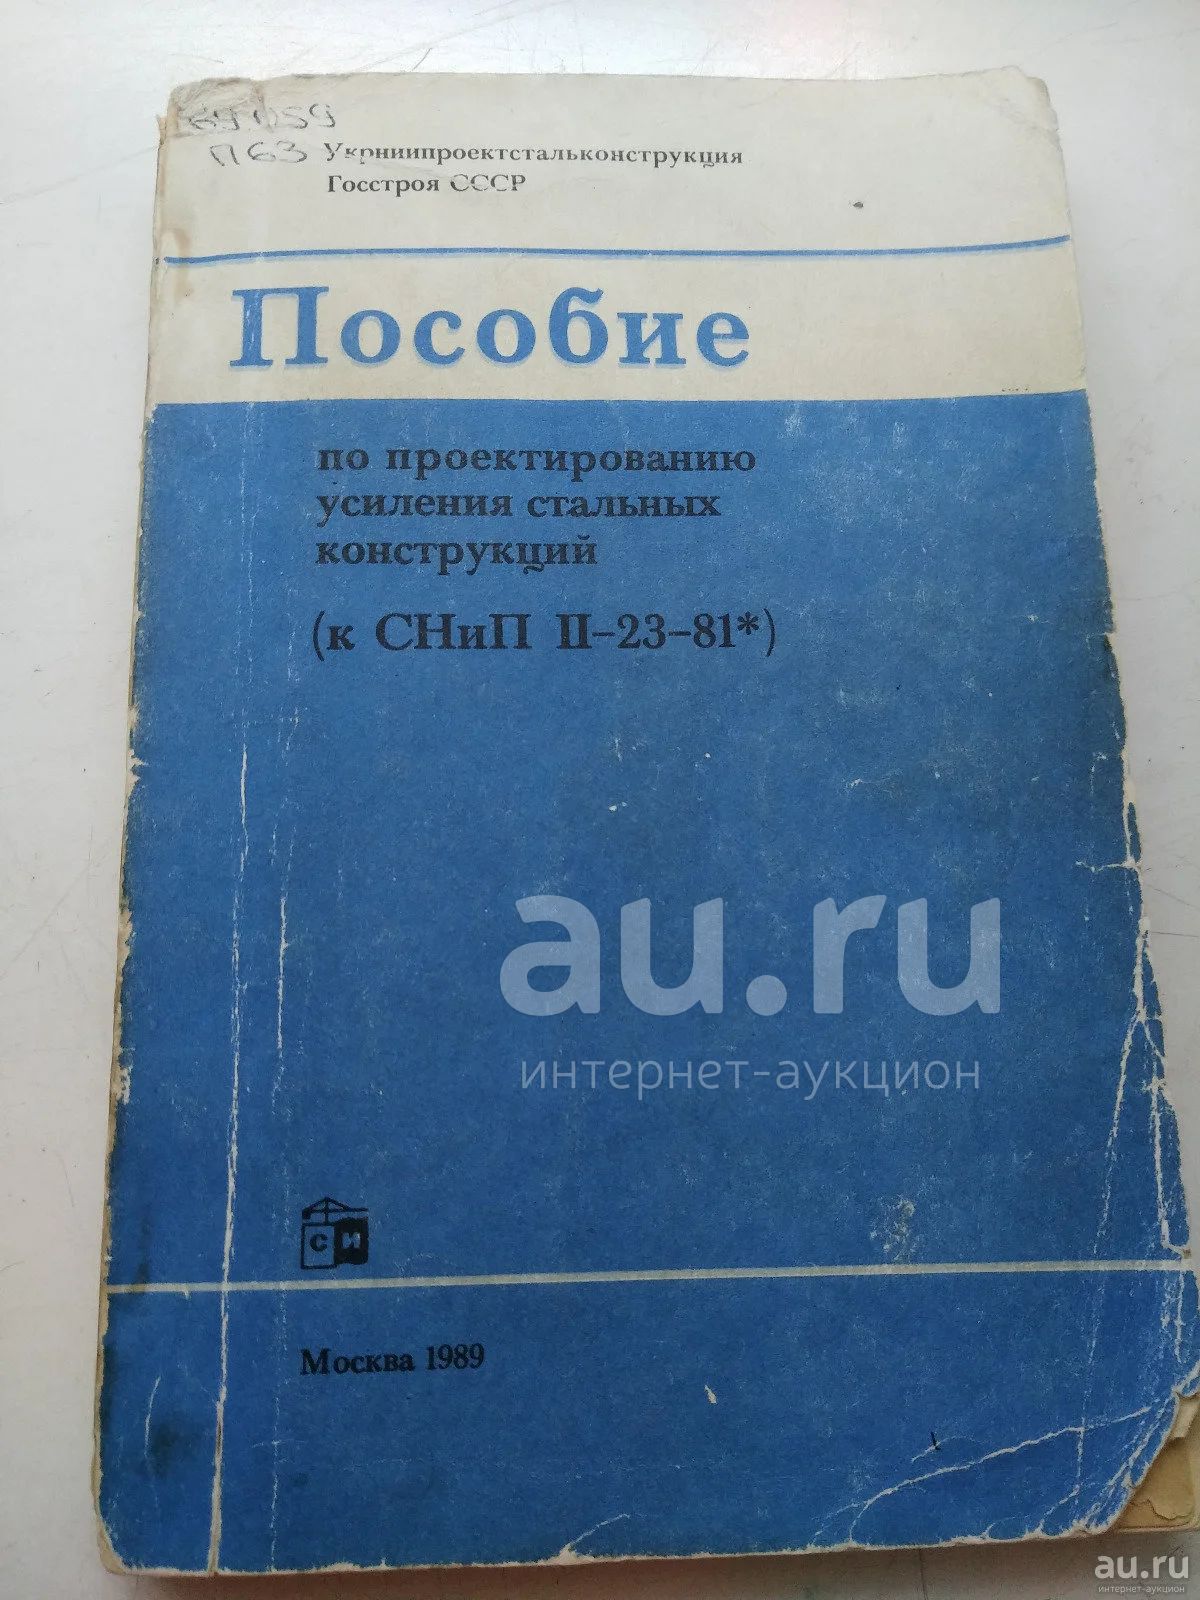 П63 Укрниипроектстальконструкция
Госстроя СССР
Пособие
по проектированию
усиления стальных
конструкций
(к СНиП II-23-81*)
au.ru
интернет-аукцион
СИ
Москва 1989
au.ru
интернет-аукцион